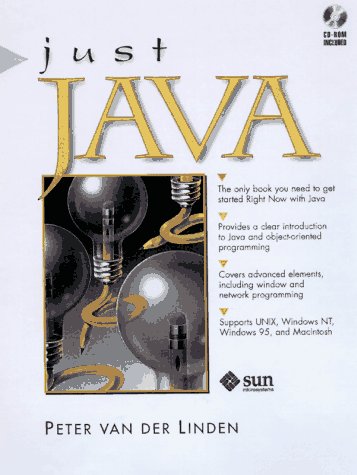 CD-ROM
INCLUDED
just
JAVA
The only book you need to get
started Right Now with Java
Provides a clear introduction
to Java and object-oriented
programming
Covers advanced elements,
including window and
network programming
Supports UNIX, Windows NT,
Windows 95, and Macintosh
sun
microsystems
PETER VAN DER LINDEN